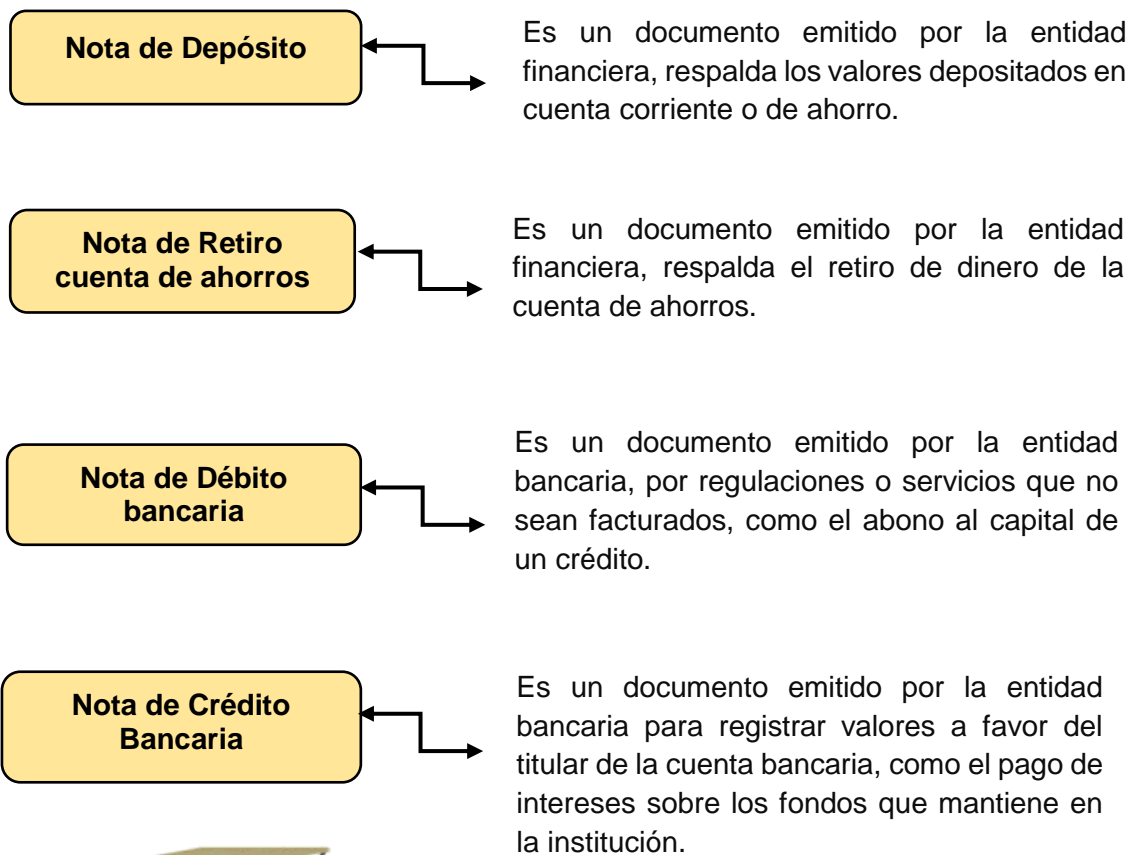 Nota de Depósito
Es un documento emitido por la entidad
financiera, respalda los valores depositados en
cuenta corriente o de ahorro.
Nota de Retiro
cuenta de ahorros
Es un documento emitido por la entidad
financiera, respalda el retiro de dinero de la
cuenta de ahorros.
Nota de Débito
bancaria
Es un documento emitido por la entidad
bancaria, por regulaciones o servicios que no
sean facturados, como el abono al capital de
un crédito.
Nota de Crédito
Bancaria
Es un documento emitido por la entidad
bancaria para registrar valores a favor del
titular de la cuenta bancaria, como el pago de
intereses sobre los fondos que mantiene en
la institución.